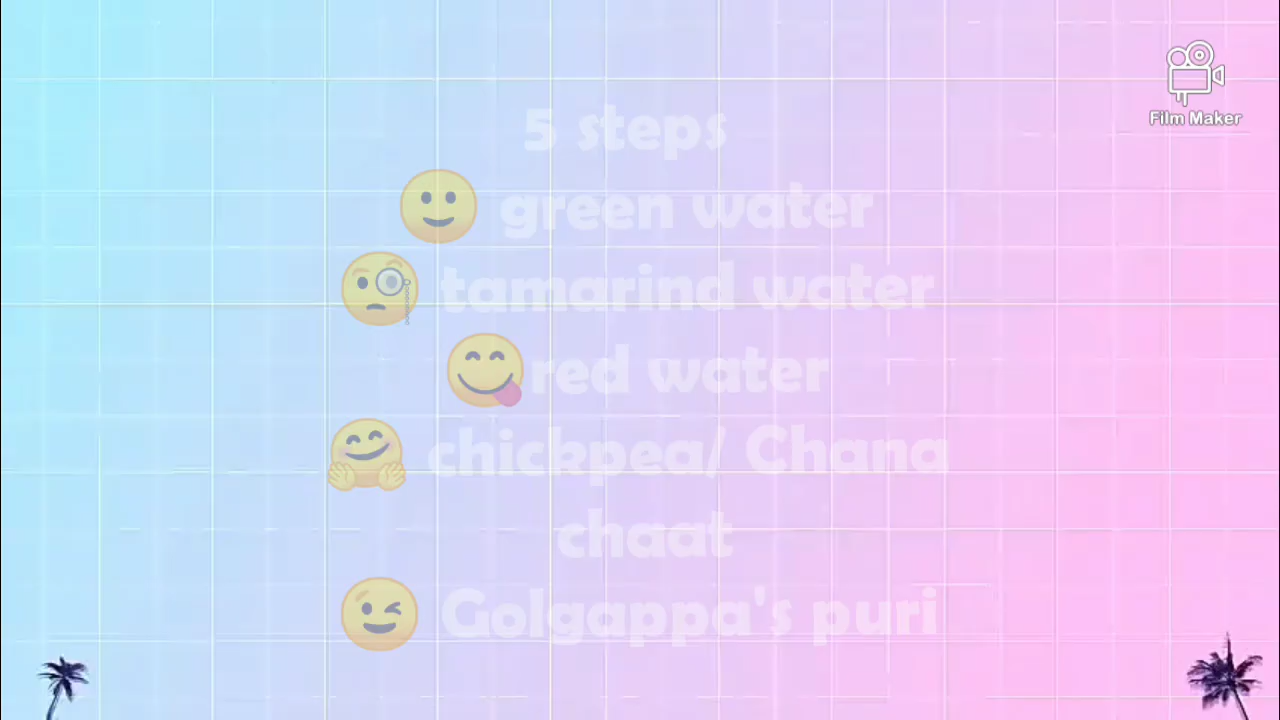 Film Maker
5 steps
🙂 green water
🧐 tamarind water
😋 red water
🤗 chickpea/ Chana
chaat
😉 Golgappa's puri